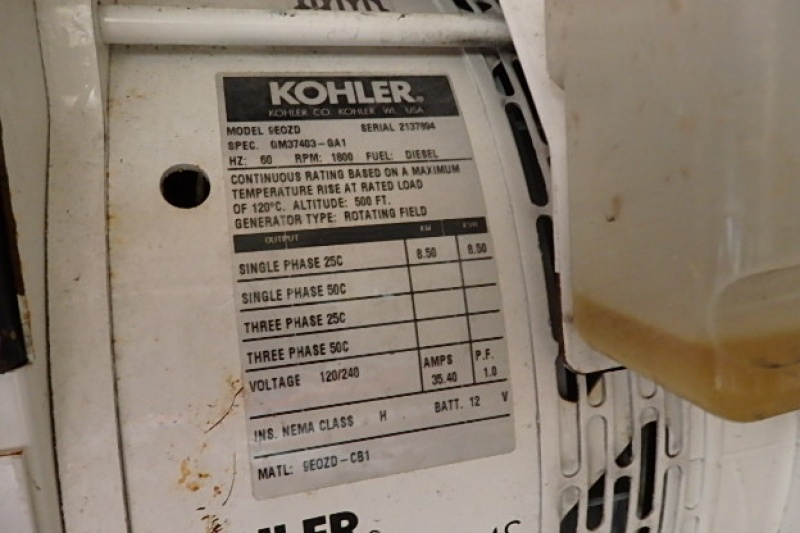 KOHLER®
KOHLER CO. KOHLER WI. USA
MODEL 9EOZD SERIAL 2137894
SPEC. GM37403-GA1
HZ: 60 RPM: 1800 FUEL: DIESEL
CONTINUOUS RATING BASED ON A MAXIMUM
TEMPERATURE RISE AT RATED LOAD
OF 120°C. ALTITUDE: 500 FT.
GENERATOR TYPE: ROTATING FIELD
OUTPUT KW KVA
SINGLE PHASE 25C 8.50 8.50
SINGLE PHASE 50C
THREE PHASE 25C
THREE PHASE 50C
VOLTAGE 120/240 AMPS 35.40 P.F. 1.0
INS. NEMA CLASS H BATT. 12 V
MATL: 9EOZD-CB1